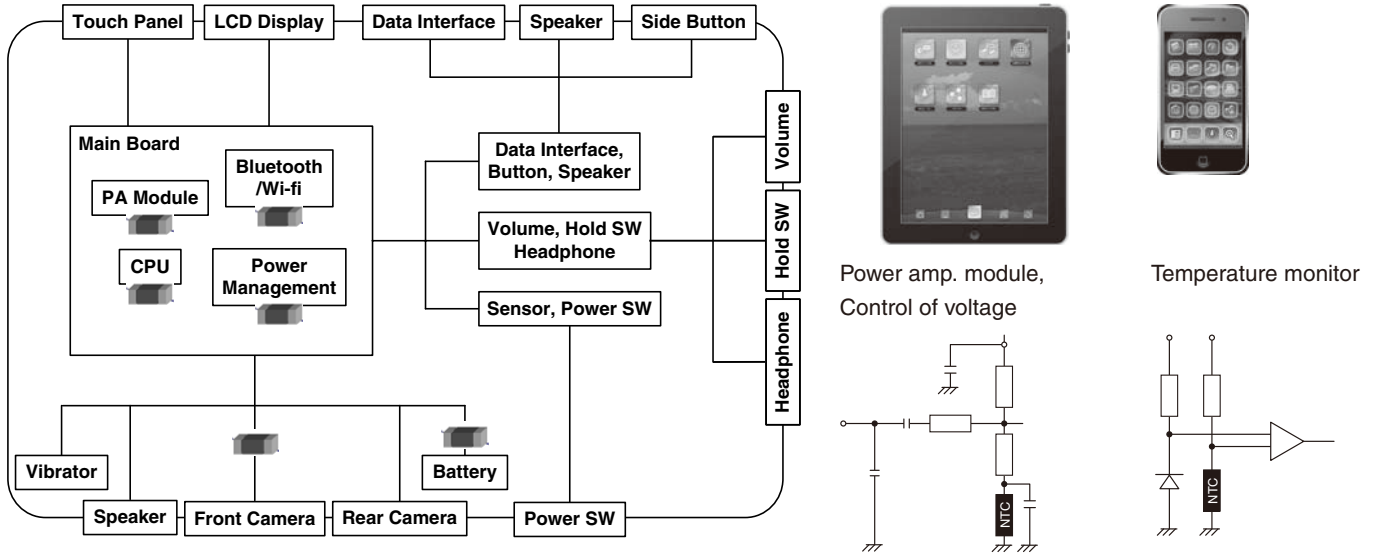 Touch Panel
LCD Display
Data Interface
Speaker
Side Button
Main Board
PA Module
Bluetooth
/Wi-fi
CPU
Power
Management
Data Interface,
Button, Speaker
Volume, Hold SW
Headphone
Sensor, Power SW
Volume
Hold SW
Headphone
Vibrator
Battery
Speaker
Front Camera
Rear Camera
Power SW
Power amp. module,
Control of voltage
NTC
Temperature monitor
NTC